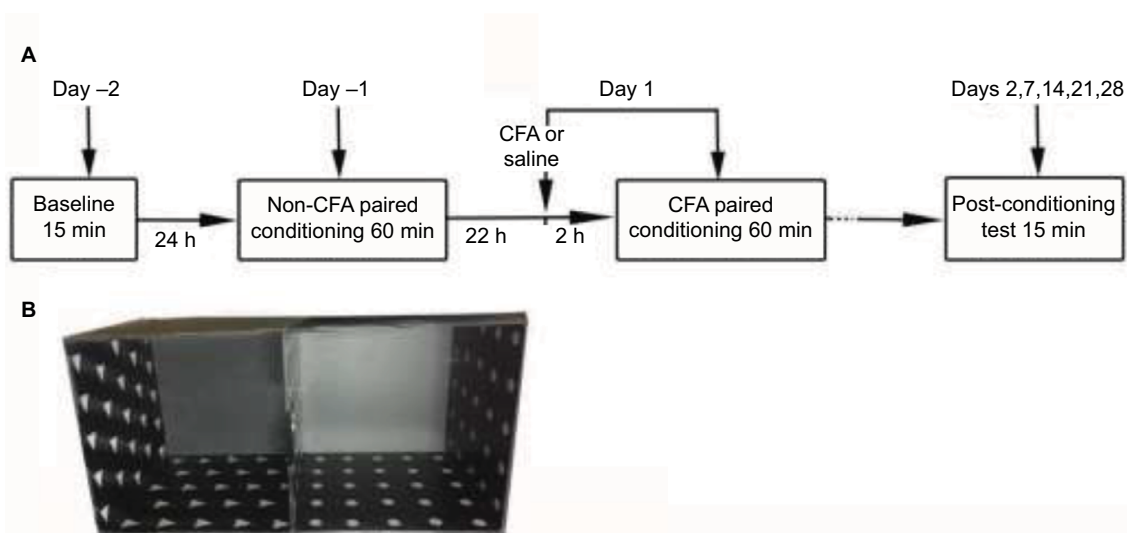 A
Day –2
Day –1
Day 1
Days 2,7,14,21,28
CFA or
saline
Baseline
15 min
24 h
Non-CFA paired
conditioning 60 min
22 h
2 h
CFA paired
conditioning 60 min
Post-conditioning
test 15 min
B